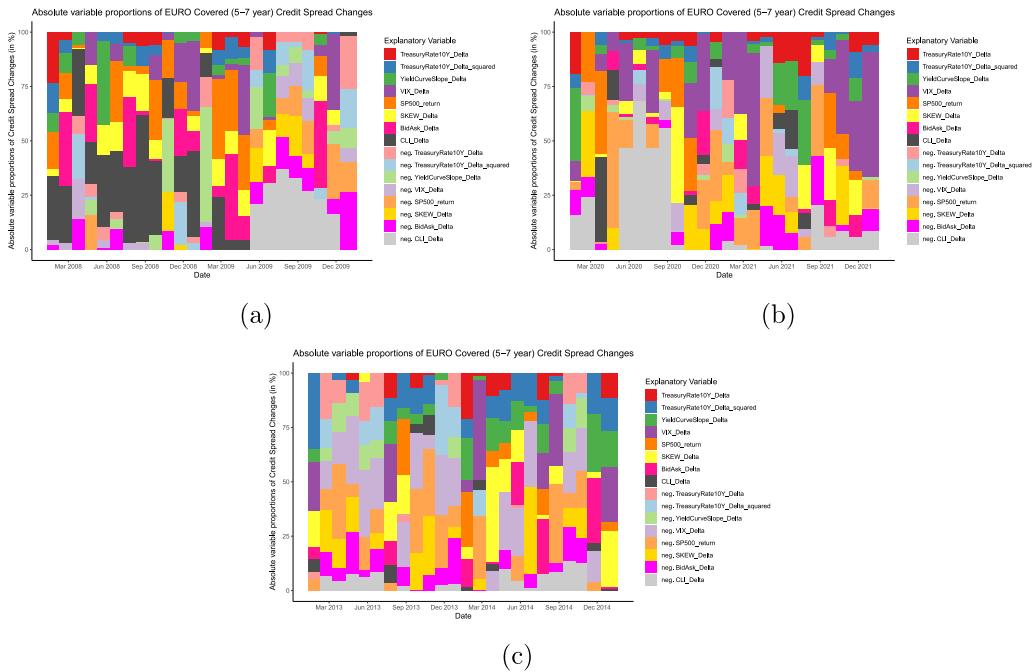 Absolute variable proportions of EURO Covered (5−7 year) Credit Spread Changes
Absolute variable proportions of Credit Spread Changes (in %)
100
75
50
25
0
Mar 2008
Jun 2008
Sep 2008
Dec 2008
Mar 2009
Jun 2009
Sep 2009
Dec 2009
Date
Explanatory Variable
TreasuryRate10Y_Delta
TreasuryRate10Y_Delta_squared
YieldCurveSlope_Delta
VIX_Delta
SP500_return
SKEW_Delta
BidAsk_Delta
CLI_Delta
neg. TreasuryRate10Y_Delta
neg. TreasuryRate10Y_Delta_squared
neg. YieldCurveSlope_Delta
neg. VIX_Delta
neg. SP500_return
neg. SKEW_Delta
neg. BidAsk_Delta
neg. CLI_Delta
(a)
Absolute variable proportions of EURO Covered (5−7 year) Credit Spread Changes
Absolute variable proportions of Credit Spread Changes (in %)
100
75
50
25
0
Mar 2020
Jun 2020
Sep 2020
Dec 2020
Mar 2021
Jun 2021
Sep 2021
Dec 2021
Date
Explanatory Variable
TreasuryRate10Y_Delta
TreasuryRate10Y_Delta_squared
YieldCurveSlope_Delta
VIX_Delta
SP500_return
SKEW_Delta
BidAsk_Delta
CLI_Delta
neg. TreasuryRate10Y_Delta
neg. TreasuryRate10Y_Delta_squared
neg. YieldCurveSlope_Delta
neg. VIX_Delta
neg. SP500_return
neg. SKEW_Delta
neg. BidAsk_Delta
neg. CLI_Delta
(b)
Absolute variable proportions of EURO Covered (5−7 year) Credit Spread Changes
Absolute variable proportions of Credit Spread Changes (in %)
100
75
50
25
0
Mar 2013
Jun 2013
Sep 2013
Dec 2013
Mar 2014
Jun 2014
Sep 2014
Dec 2014
Date
Explanatory Variable
TreasuryRate10Y_Delta
TreasuryRate10Y_Delta_squared
YieldCurveSlope_Delta
VIX_Delta
SP500_return
SKEW_Delta
BidAsk_Delta
CLI_Delta
neg. TreasuryRate10Y_Delta
neg. TreasuryRate10Y_Delta_squared
neg. YieldCurveSlope_Delta
neg. VIX_Delta
neg. SP500_return
neg. SKEW_Delta
neg. BidAsk_Delta
neg. CLI_Delta
(c)